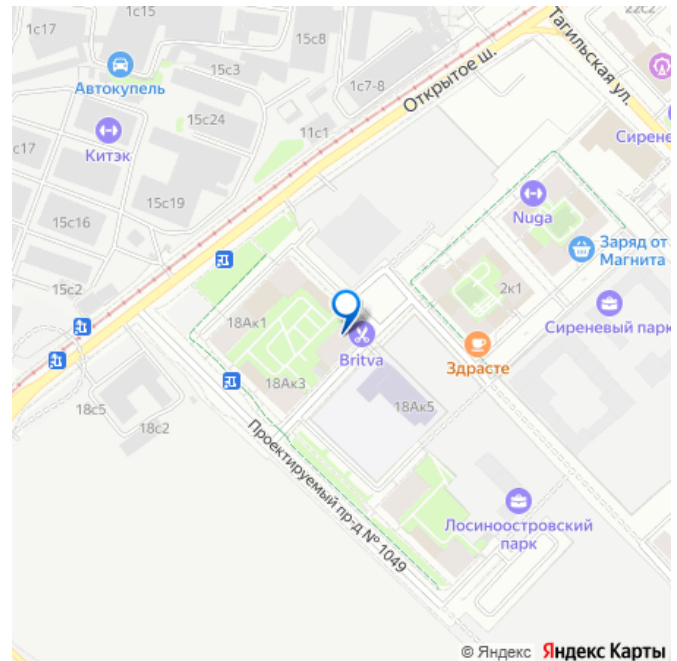 22с2
1с15
1с17
15с8
Тагильская ул.
15с3
Автокупель
1с7-8
Открытое ш.
15с24
11с1
Сирене
с17
Китэк
15с19
Nuga
15с16
Заряд от
Магнита
15с2
2к1
Сиреневый парк
18Ак1
Britva
Здрасте
18Ак3
18Ак5
18с5
18с2
Проектируемый пр-д № 1049
Лосиноостровский
парк
© Яндекс Яндекс Карты